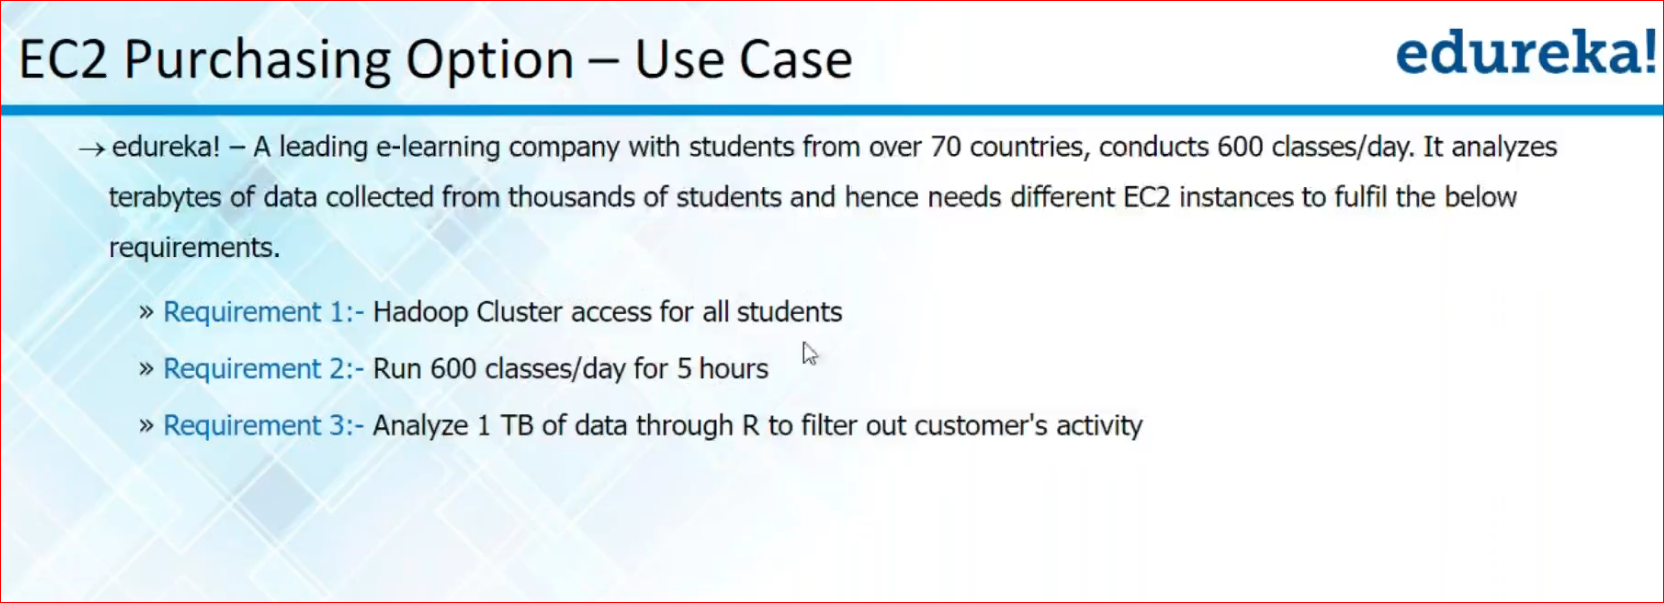 EC2 Purchasing Option – Use Case
edureka!
→ edureka! – A leading e-learning company with students from over 70 countries, conducts 600 classes/day. It analyzes
terabytes of data collected from thousands of students and hence needs different EC2 instances to fulfil the below
requirements.
» Requirement 1:- Hadoop Cluster access for all students
» Requirement 2:- Run 600 classes/day for 5 hours
» Requirement 3:- Analyze 1 TB of data through R to filter out customer's activity